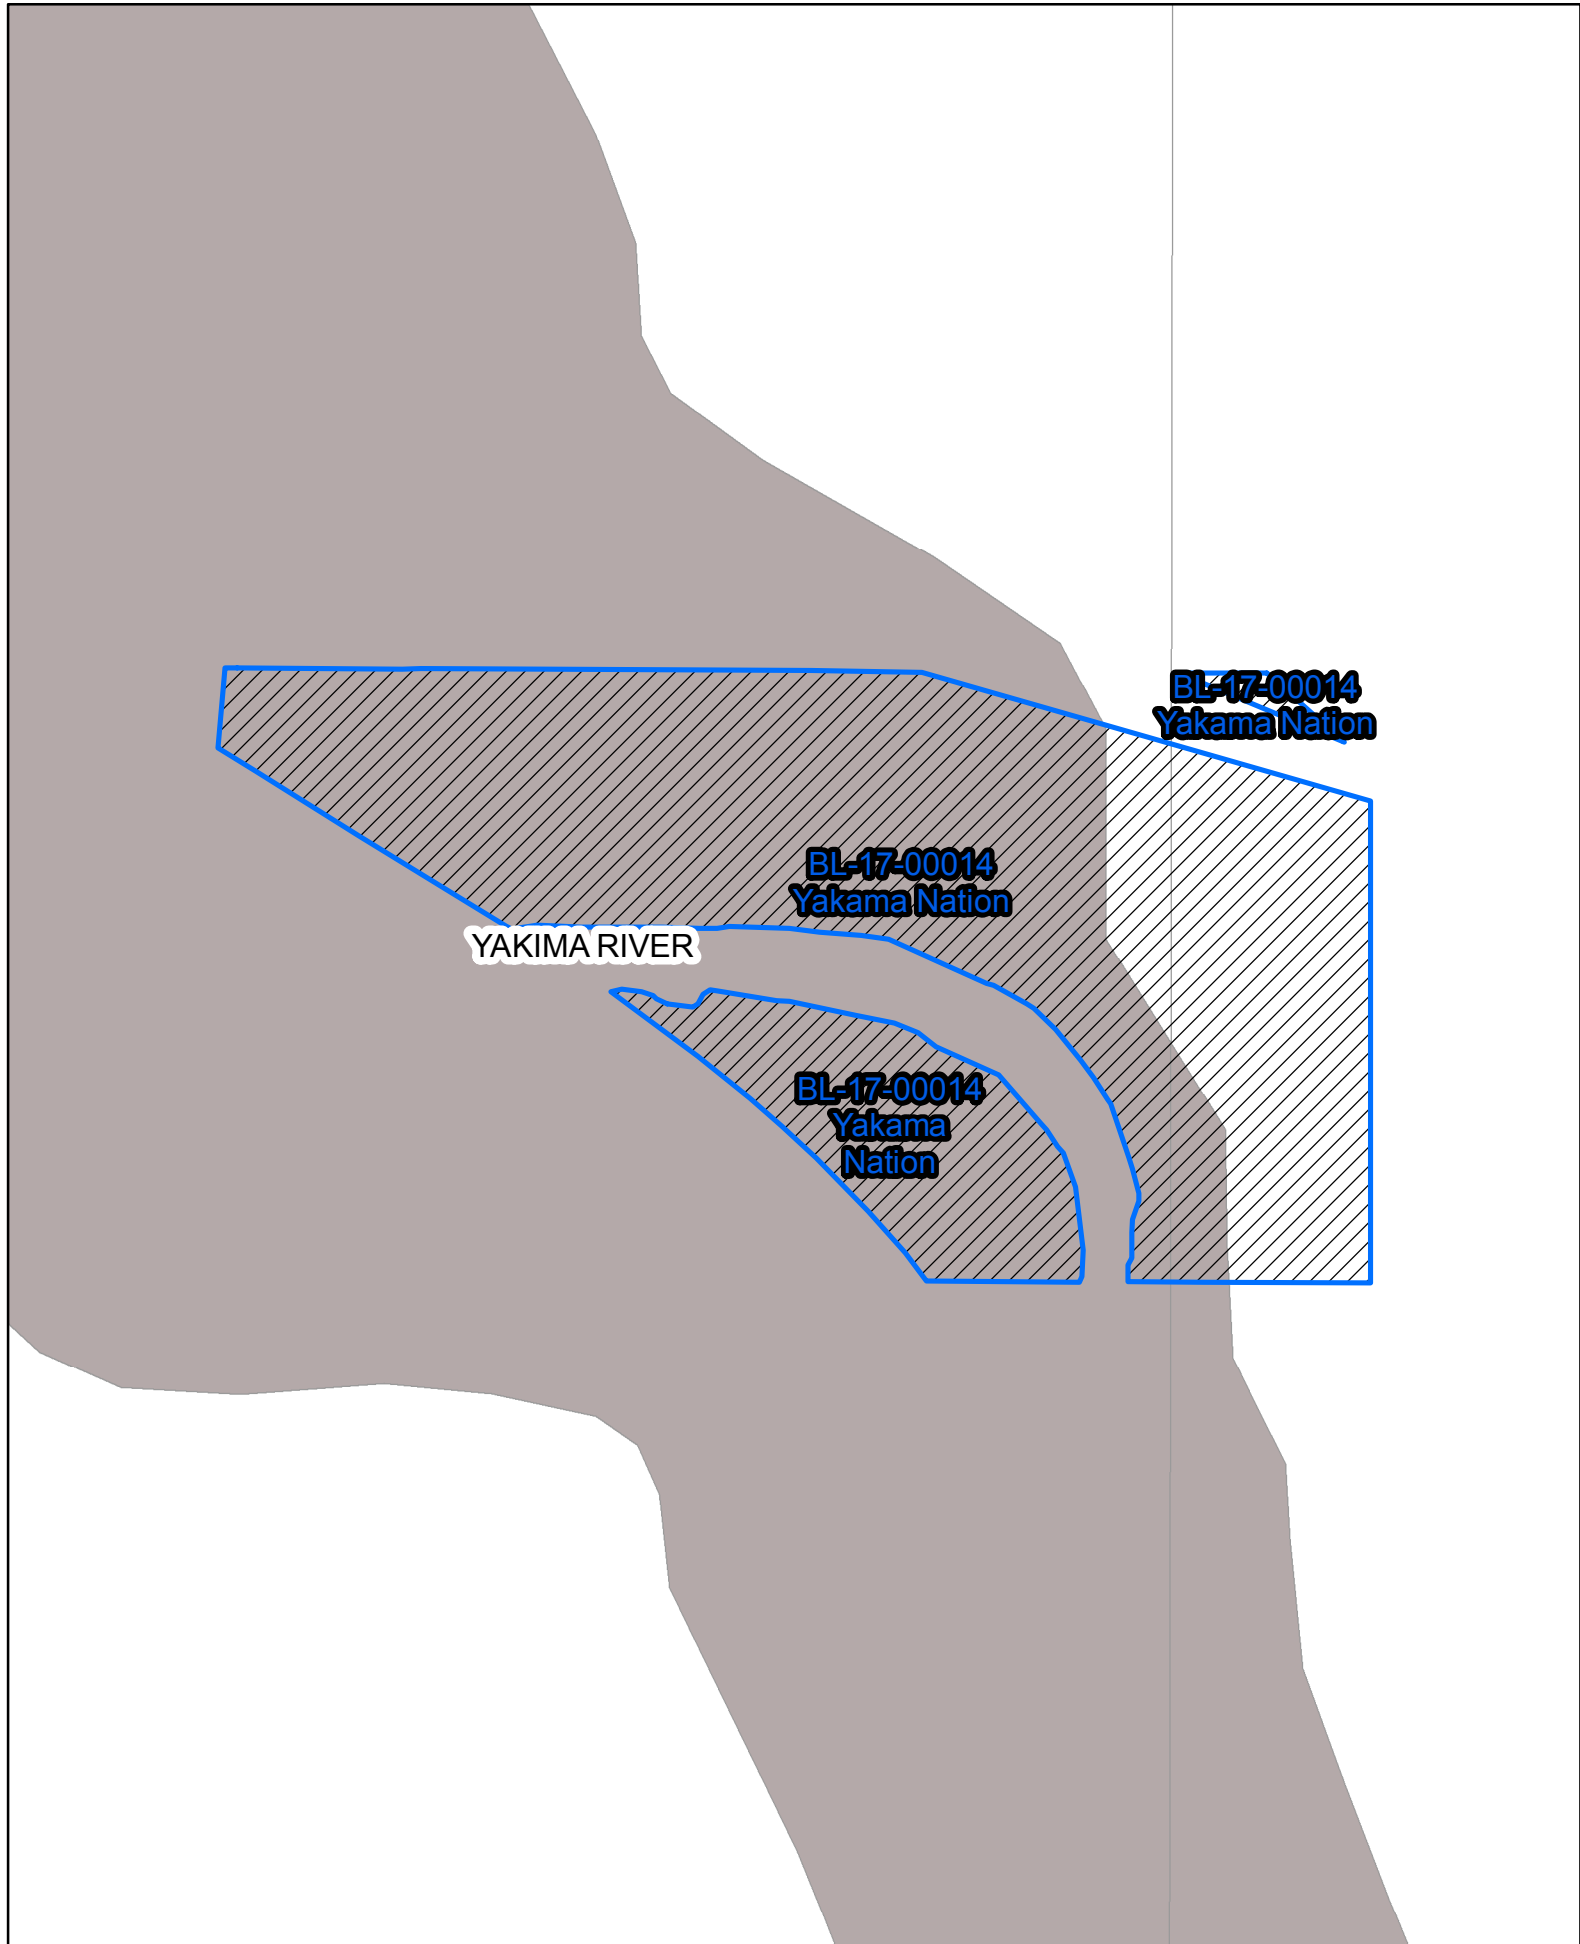 BL-17-00014
Yakama Nation
BL-17-00014
Yakama Nation
YAKIMA RIVER
BL-17-00014
Yakama
Nation